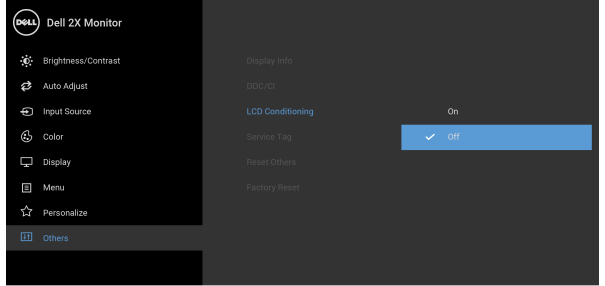 DELL
Dell 2X Monitor
Brightness/Contrast
Auto Adjust
Input Source
Color
Display
Menu
Personalize
Others
Display Info
DDC/CI
LCD Conditioning
Service Tag
Reset Others
Factory Reset
On
Off